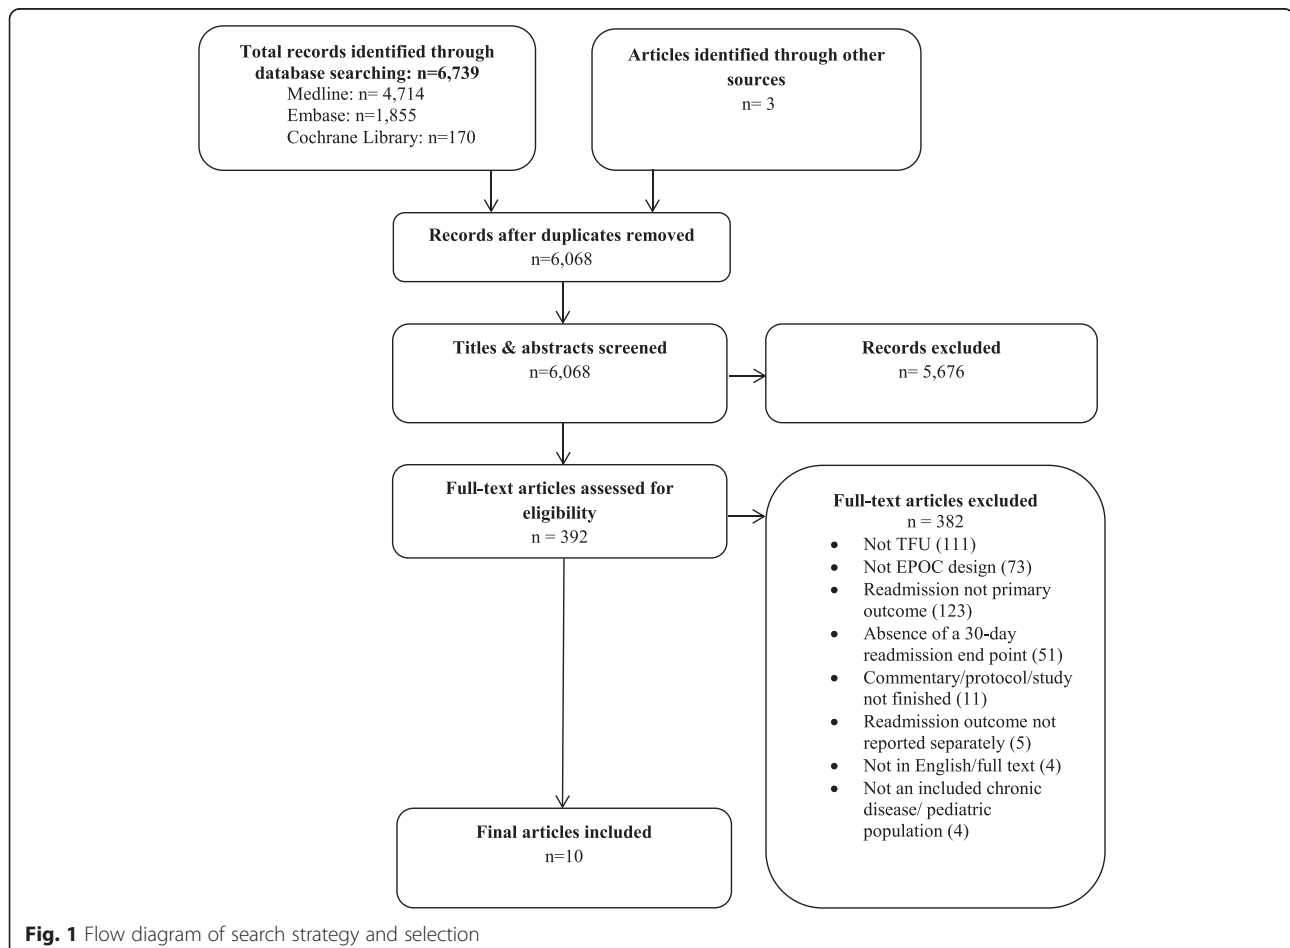 Total records identified through
database searching: n=6,739
Medline: n= 4,714
Embase: n=1,855
Cochrane Library: n=170
Articles identified through other
sources
n= 3
Records after duplicates removed
n=6,068
Titles & abstracts screened
n=6,068
Records excluded
n= 5,676
Full-text articles assessed for
eligibility
n = 392
Full-text articles excluded
n = 382
• Not TFU (111)
• Not EPOC design (73)
• Readmission not primary
outcome (123)
• Absence of a 30-day
readmission end point (51)
• Commentary/protocol/study
not finished (11)
• Readmission outcome not
reported separately (5)
• Not in English/full text (4)
• Not an included chronic
disease/ pediatric
population (4)
Final articles included
n=10
Fig. 1 Flow diagram of search strategy and selection